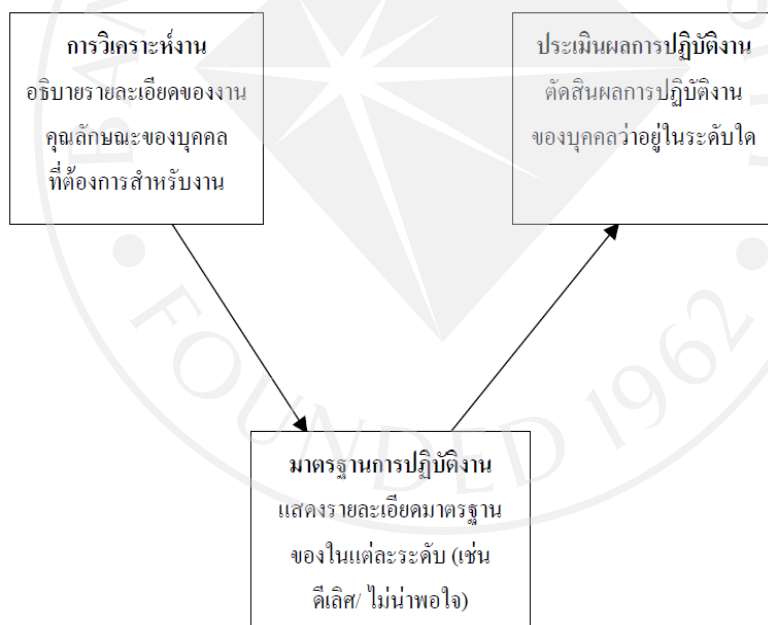 การวิเคราะห์งาน
อธิบายรายละเอียดของงาน
คุณลักษณะของบุคคล
ที่ต้องการสำหรับงาน
ประเมินผลการปฏิบัติงาน
ตัดสินผลการปฏิบัติงาน
ของบุคคลว่าอยู่ในระดับใด
มาตรฐานการปฏิบัติงาน
แสดงรายละเอียดมาตรฐาน
ของในแต่ละระดับ (เช่น
ดีเลิศ/ ไม่น่าพอใจ)
FOUNDED 1962